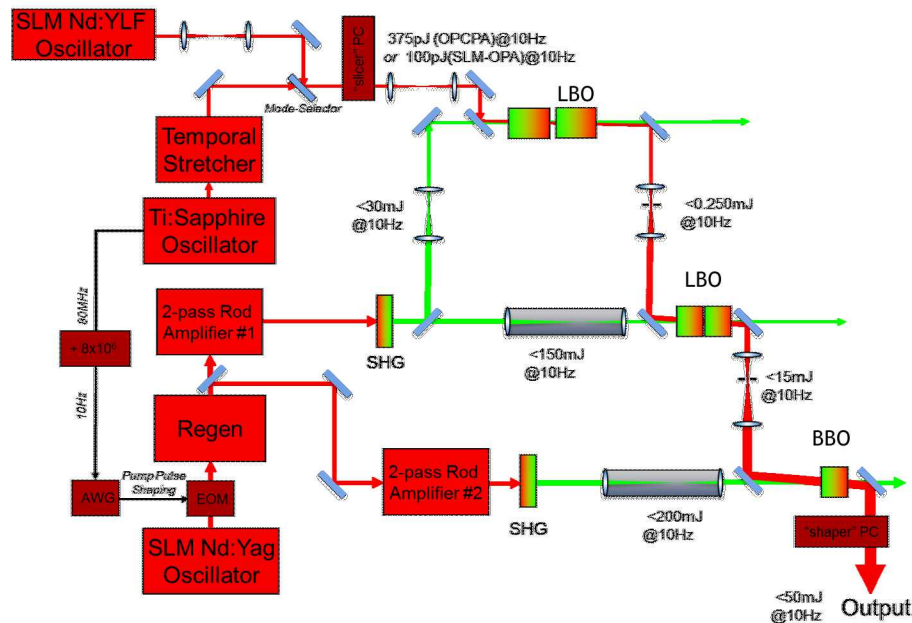 SLM Nd:YLF
Oscillator
"slicer" PC
375pJ (OPCPA)@10Hz
or 100pJ(SLM-OPA)@10Hz
Mode-Selector
LBO
Temporal
Stretcher
<30mJ
@10Hz
<0.250mJ
@10Hz
Ti:Sapphire
Oscillator
80MHz
2-pass Rod
Amplifier #1
LBO
÷ 8x10⁶
SHG
<150mJ
@10Hz
<15mJ
@10Hz
10Hz
Regen
BBO
2-pass Rod
Amplifier #2
Pump Pulse
Shaping
AWG
EOM
SHG
<200mJ
@10Hz
"shaper" PC
SLM Nd:Yag
Oscillator
<50mJ
@10Hz
Output